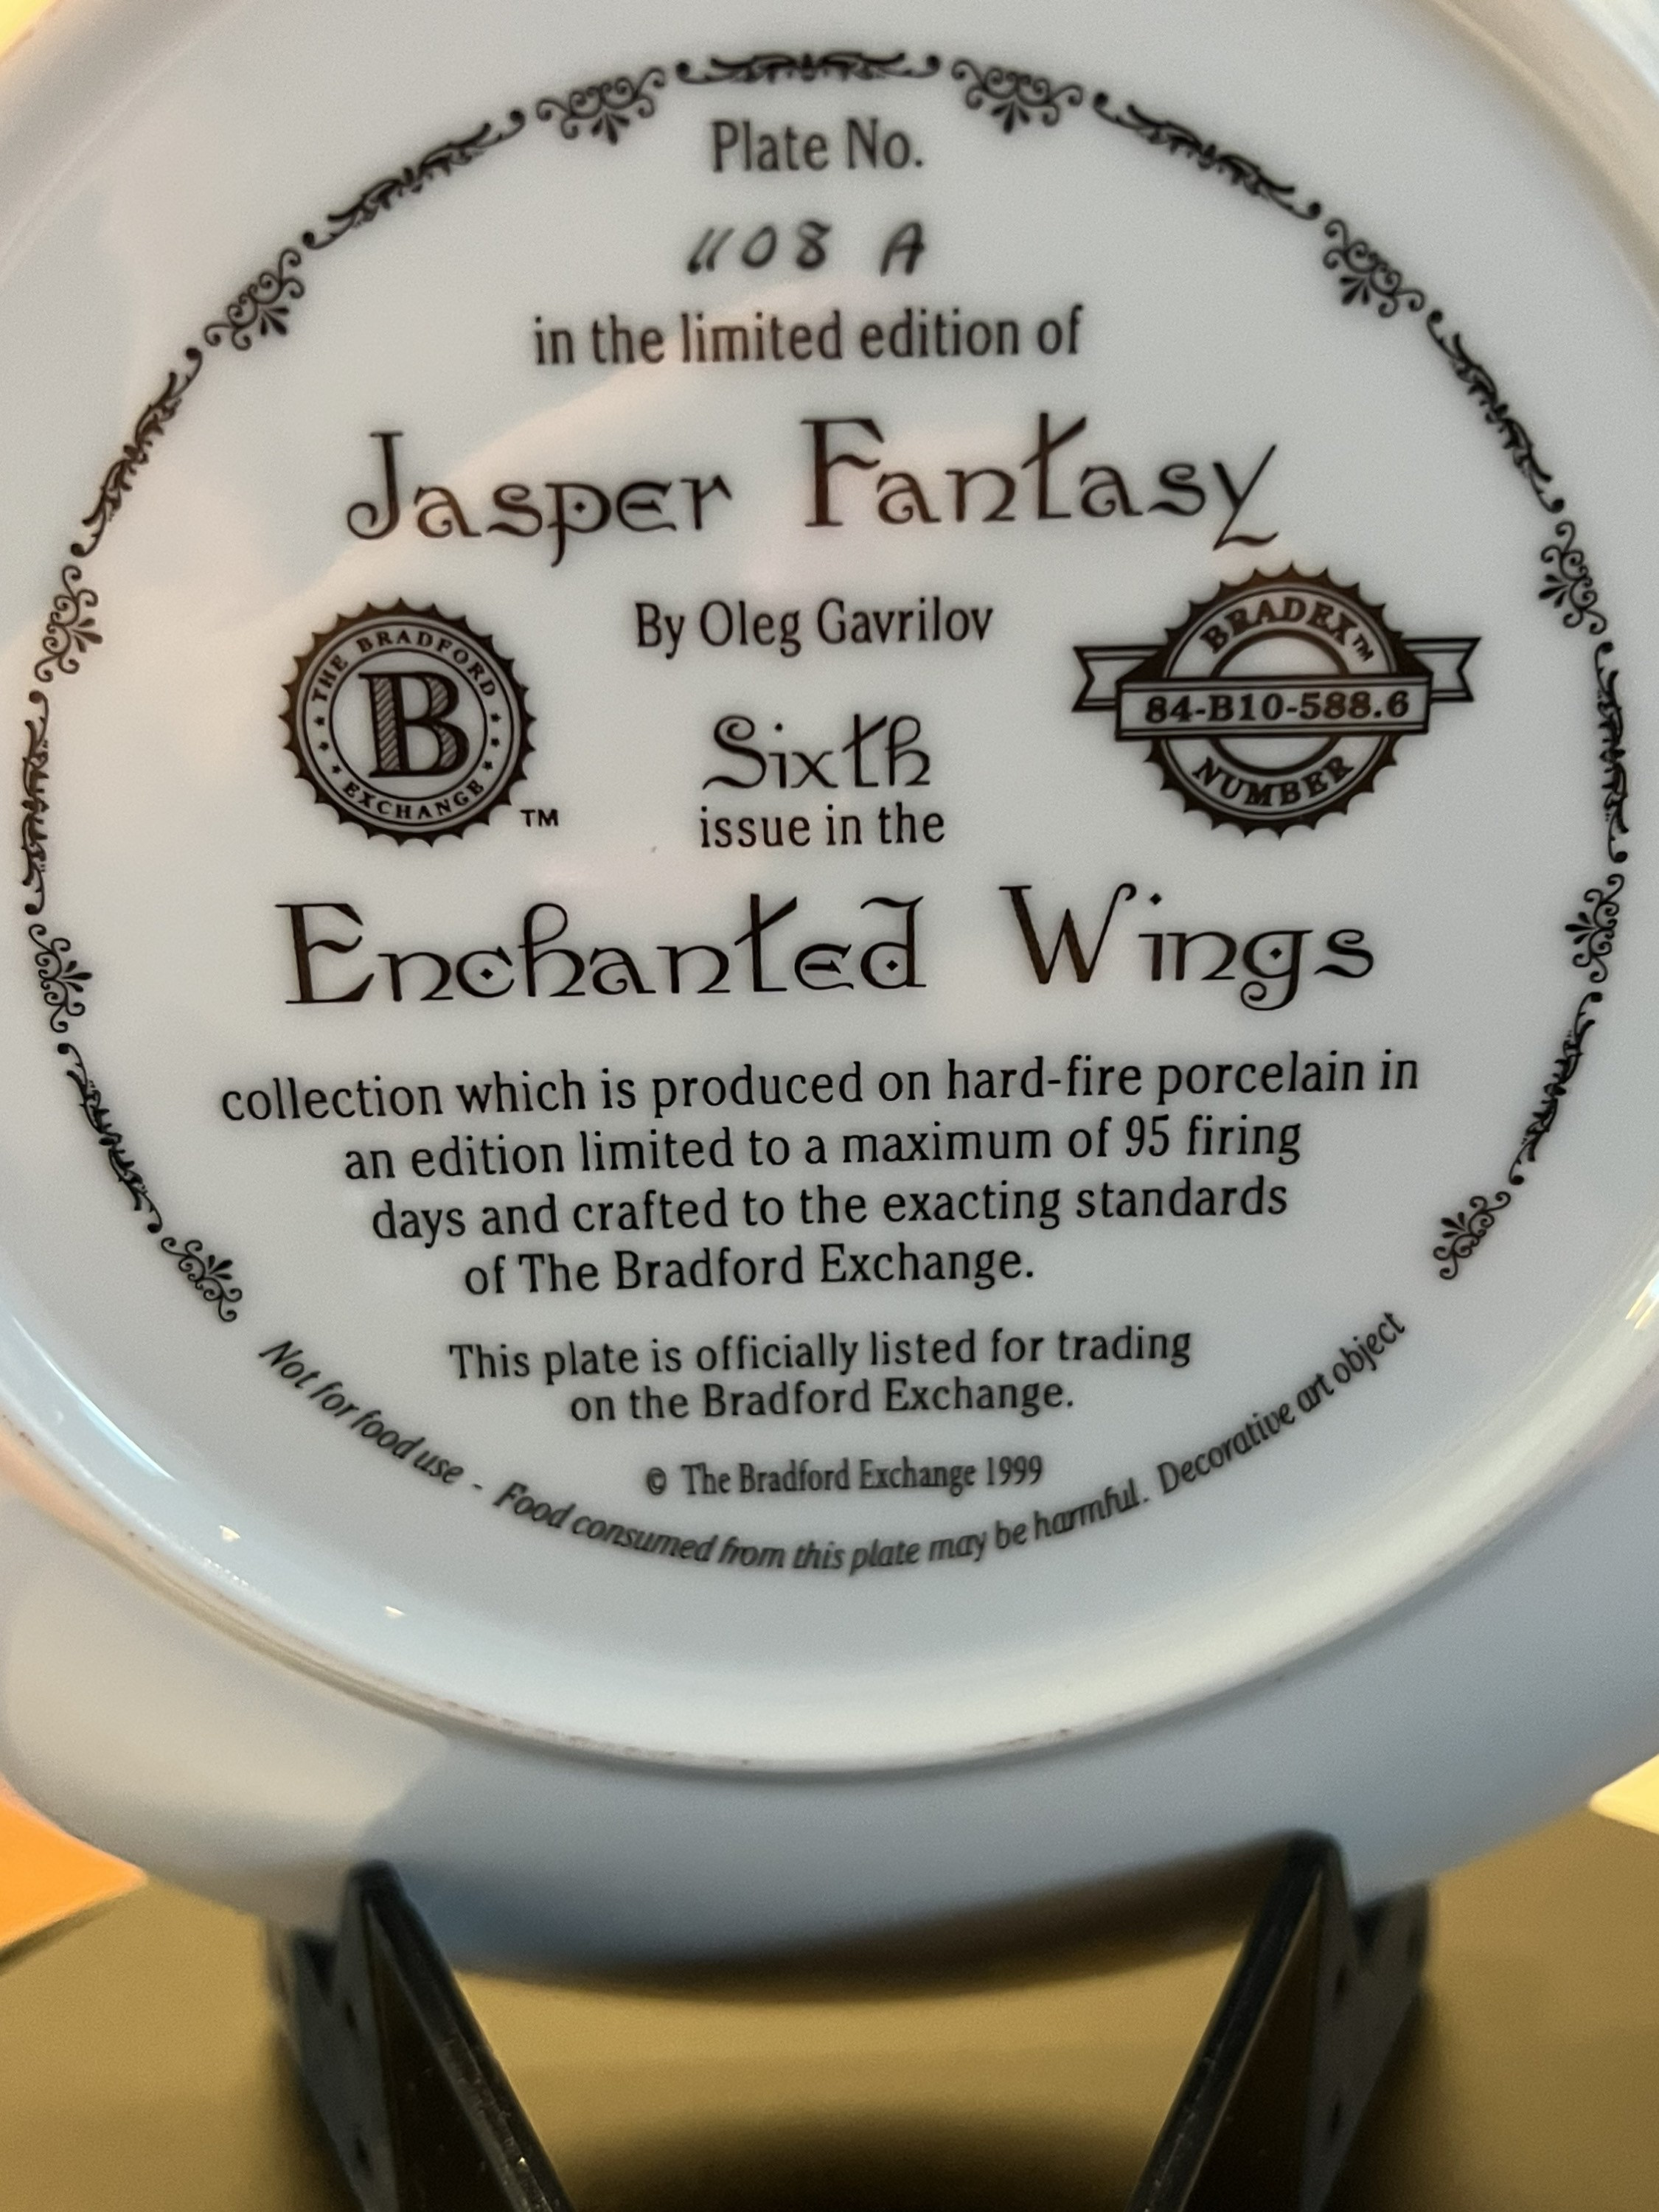 Plate No.
1108 A
in the limited edition of
Jasper Fantasy
By Oleg Gavrilov
THE BRADFORD
B
EXCHANGE
TM
BRADEX™
84-B10-588.6
NUMBER
Sixth
issue in the
Enchanted Wings
collection which is produced on hard-fire porcelain in
an edition limited to a maximum of 95 firing
days and crafted to the exacting standards
of The Bradford Exchange.
This plate is officially listed for trading
on the Bradford Exchange.
© The Bradford Exchange 1999
Not for food use - Food consumed from this plate may be harmful. Decorative art object